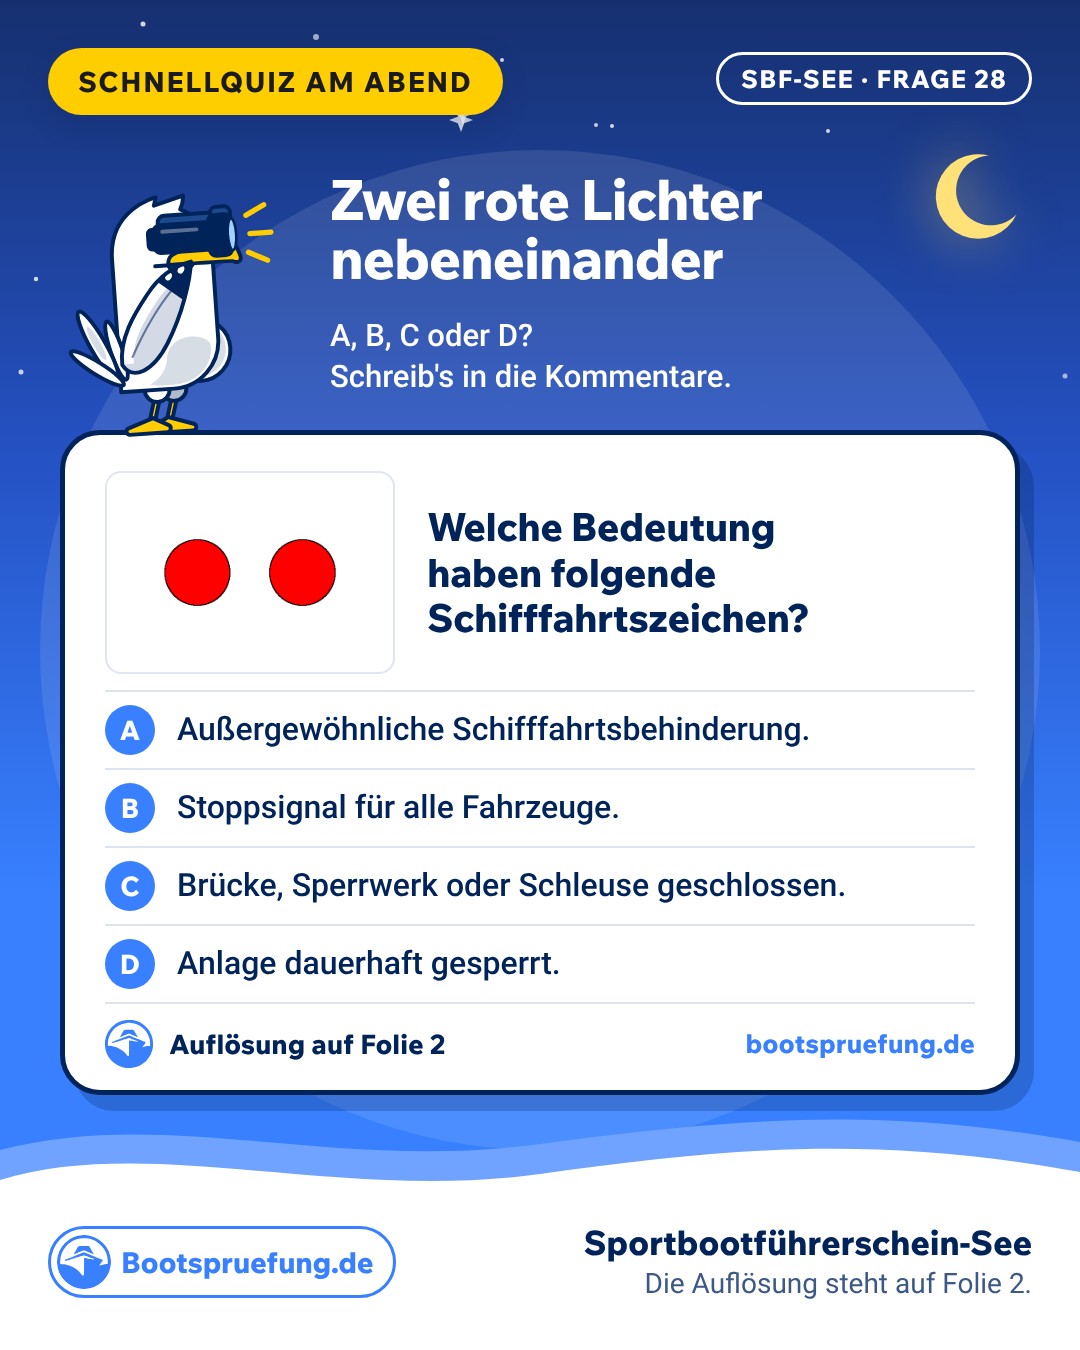 SCHNELLQUIZ AM ABEND
SBF-SEE · FRAGE 28
Zwei rote Lichter
nebeneinander
A, B, C oder D?
Schreib's in die Kommentare.
Welche Bedeutung
haben folgende
Schifffahrtszeichen?
A Außergewöhnliche Schifffahrtsbehinderung.
B Stoppsignal für alle Fahrzeuge.
C Brücke, Sperrwerk oder Schleuse geschlossen.
D Anlage dauerhaft gesperrt.
Auflösung auf Folie 2
bootspruefung.de
Bootspruefung.de
Sportbootführerschein-See
Die Auflösung steht auf Folie 2.